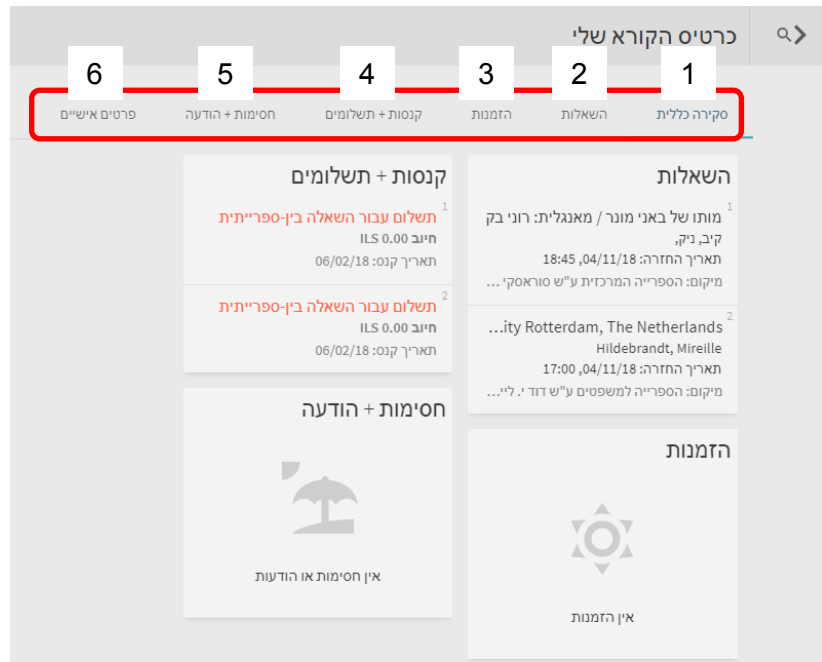 כרטיס הקורא שלי
1 2 3 4 5 6
סקירה כללית השאלות הזמנות קנסות + תשלומים חסימות + הודעה פרטים אישיים
השאלות
1
מותו של באני מונר / מאנגלית: רוני בק
קיב, ניק,
תאריך החזרה: 04/11/18, 18:45
מיקום: הספרייה המרכזית ע"ש סוראסקי ...
2
...ity Rotterdam, The Netherlands
Hildebrandt, Mireille
תאריך החזרה: 04/11/18, 17:00
מיקום: הספרייה למשפטים ע"ש דוד י. ליי...
הזמנות
אין הזמנות
קנסות + תשלומים
1
תשלום עבור השאלה בין-ספרייתית
חיוב 0.00 ILS
תאריך קנס: 06/02/18
2
תשלום עבור השאלה בין-ספרייתית
חיוב 0.00 ILS
תאריך קנס: 06/02/18
חסימות + הודעה
אין חסימות או הודעות